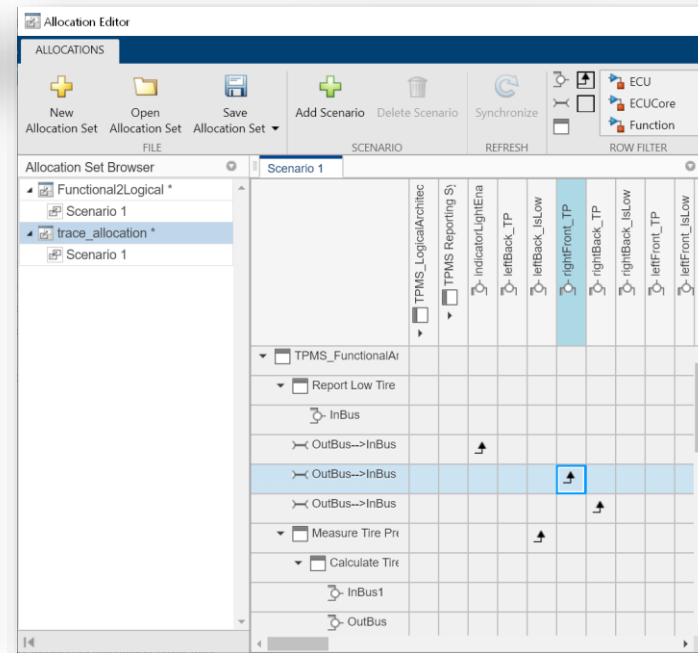 Allocation Editor
ALLOCATIONS
New
Allocation Set
Open
Allocation Set
Save
Allocation Set
Add Scenario
Delete Scenario
Synchronize
ECU
ECUCore
Function
FILE
SCENARIO
REFRESH
ROW FILTER
Allocation Set Browser
Functional2Logical *
Scenario 1
trace_allocation *
Scenario 1
Scenario 1
TPMS_LogicalArchitec
TPMS Reporting Sy
indicatorLightEna
leftBack_TP
leftBack_IsLow
rightFront_TP
rightBack_TP
rightBack_IsLow
leftFront_TP
leftFront_IsLow
TPMS_FunctionalAr
Report Low Tire
InBus
OutBus-->InBus
OutBus-->InBus
OutBus-->InBus
Measure Tire Pre
Calculate Tire
InBus1
OutBus